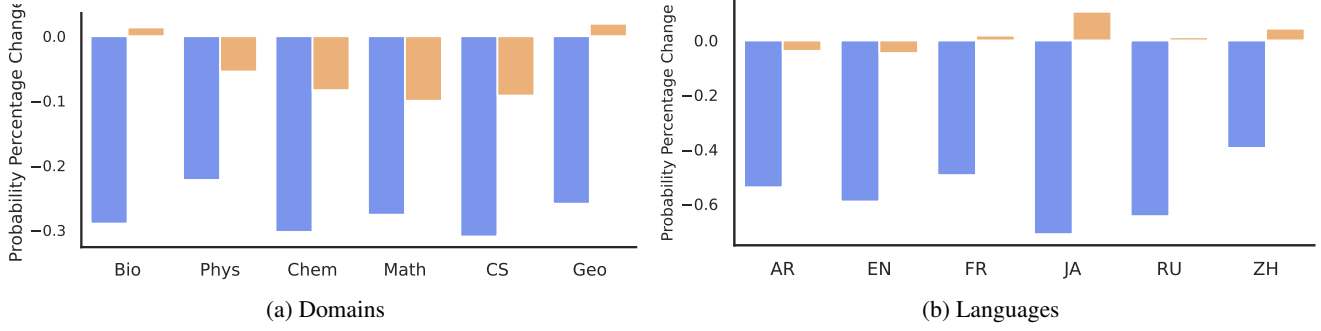 Probability Percentage Change
0.0
−0.1
−0.2
−0.3
Bio Phys Chem Math CS Geo
(a) Domains
Probability Percentage Change
0.0
−0.2
−0.4
−0.6
AR EN FR JA RU ZH
(b) Languages